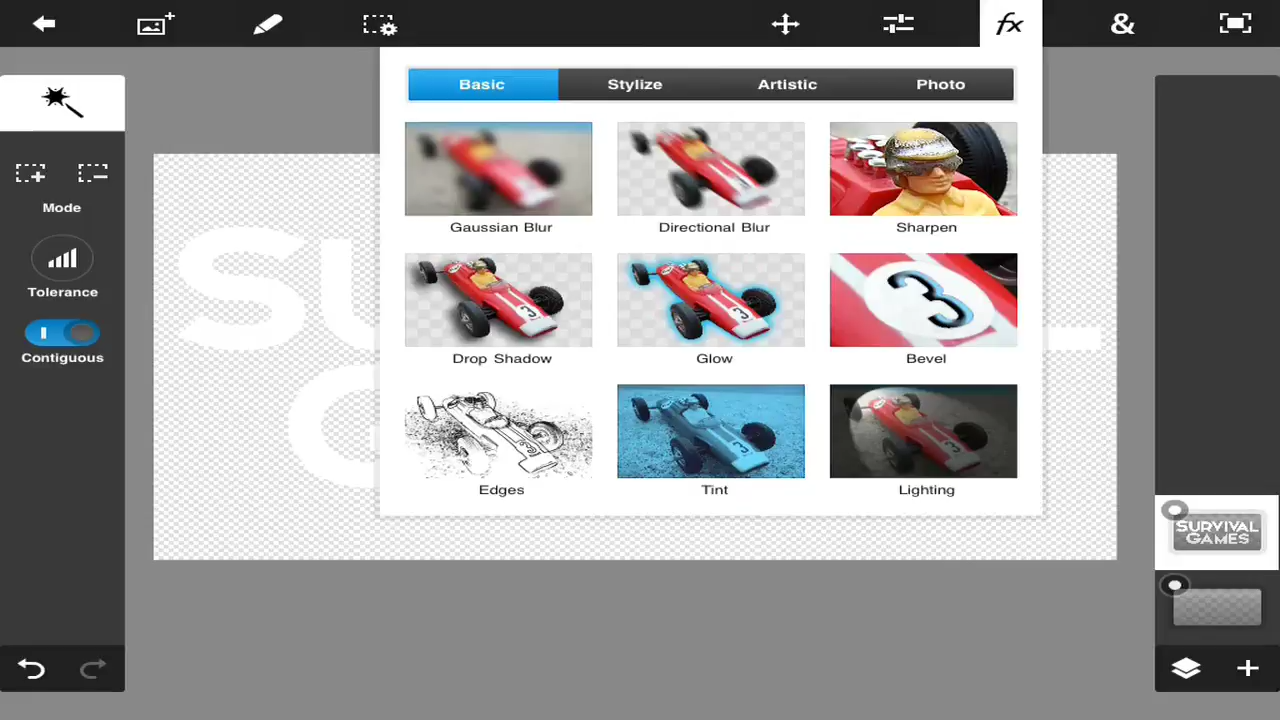 fx
&
Basic Stylize Artistic Photo
Gaussian Blur Directional Blur Sharpen
Mode
Tolerance
Contiguous
Drop Shadow Glow Bevel
Edges Tint Lighting
SURVIVAL
GAMES